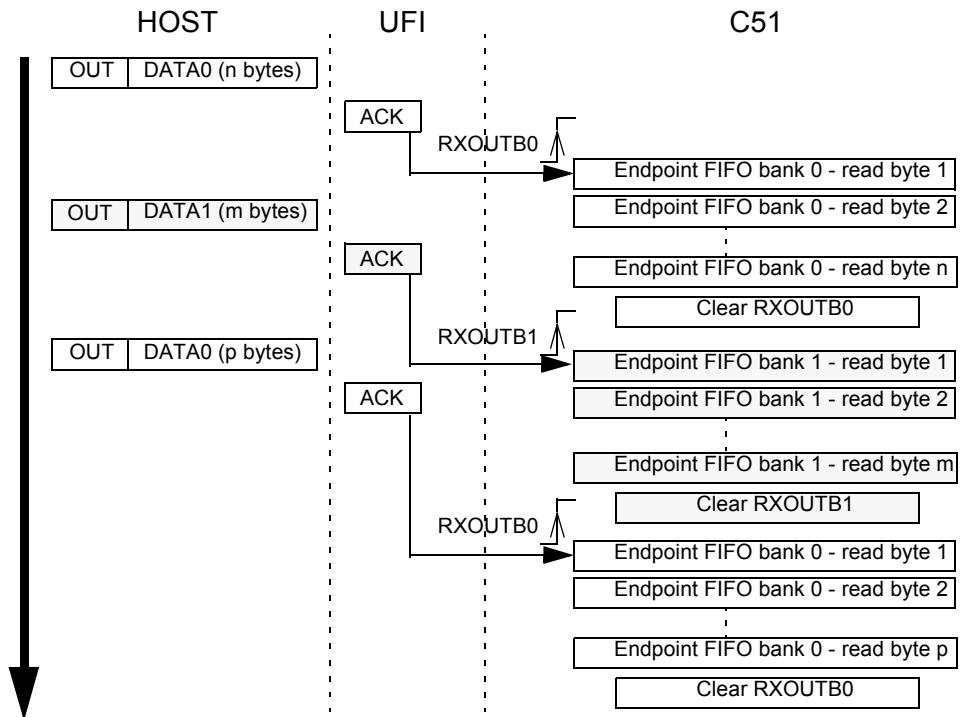 HOST UFI C51
OUT DATA0 (n bytes)
ACK
RXOUTB0
Endpoint FIFO bank 0 - read byte 1
OUT DATA1 (m bytes)
Endpoint FIFO bank 0 - read byte 2
ACK
Endpoint FIFO bank 0 - read byte n
Clear RXOUTB0
RXOUTB1
OUT DATA0 (p bytes)
Endpoint FIFO bank 1 - read byte 1
ACK
Endpoint FIFO bank 1 - read byte 2
Endpoint FIFO bank 1 - read byte m
Clear RXOUTB1
RXOUTB0
Endpoint FIFO bank 0 - read byte 1
Endpoint FIFO bank 0 - read byte 2
Endpoint FIFO bank 0 - read byte p
Clear RXOUTB0